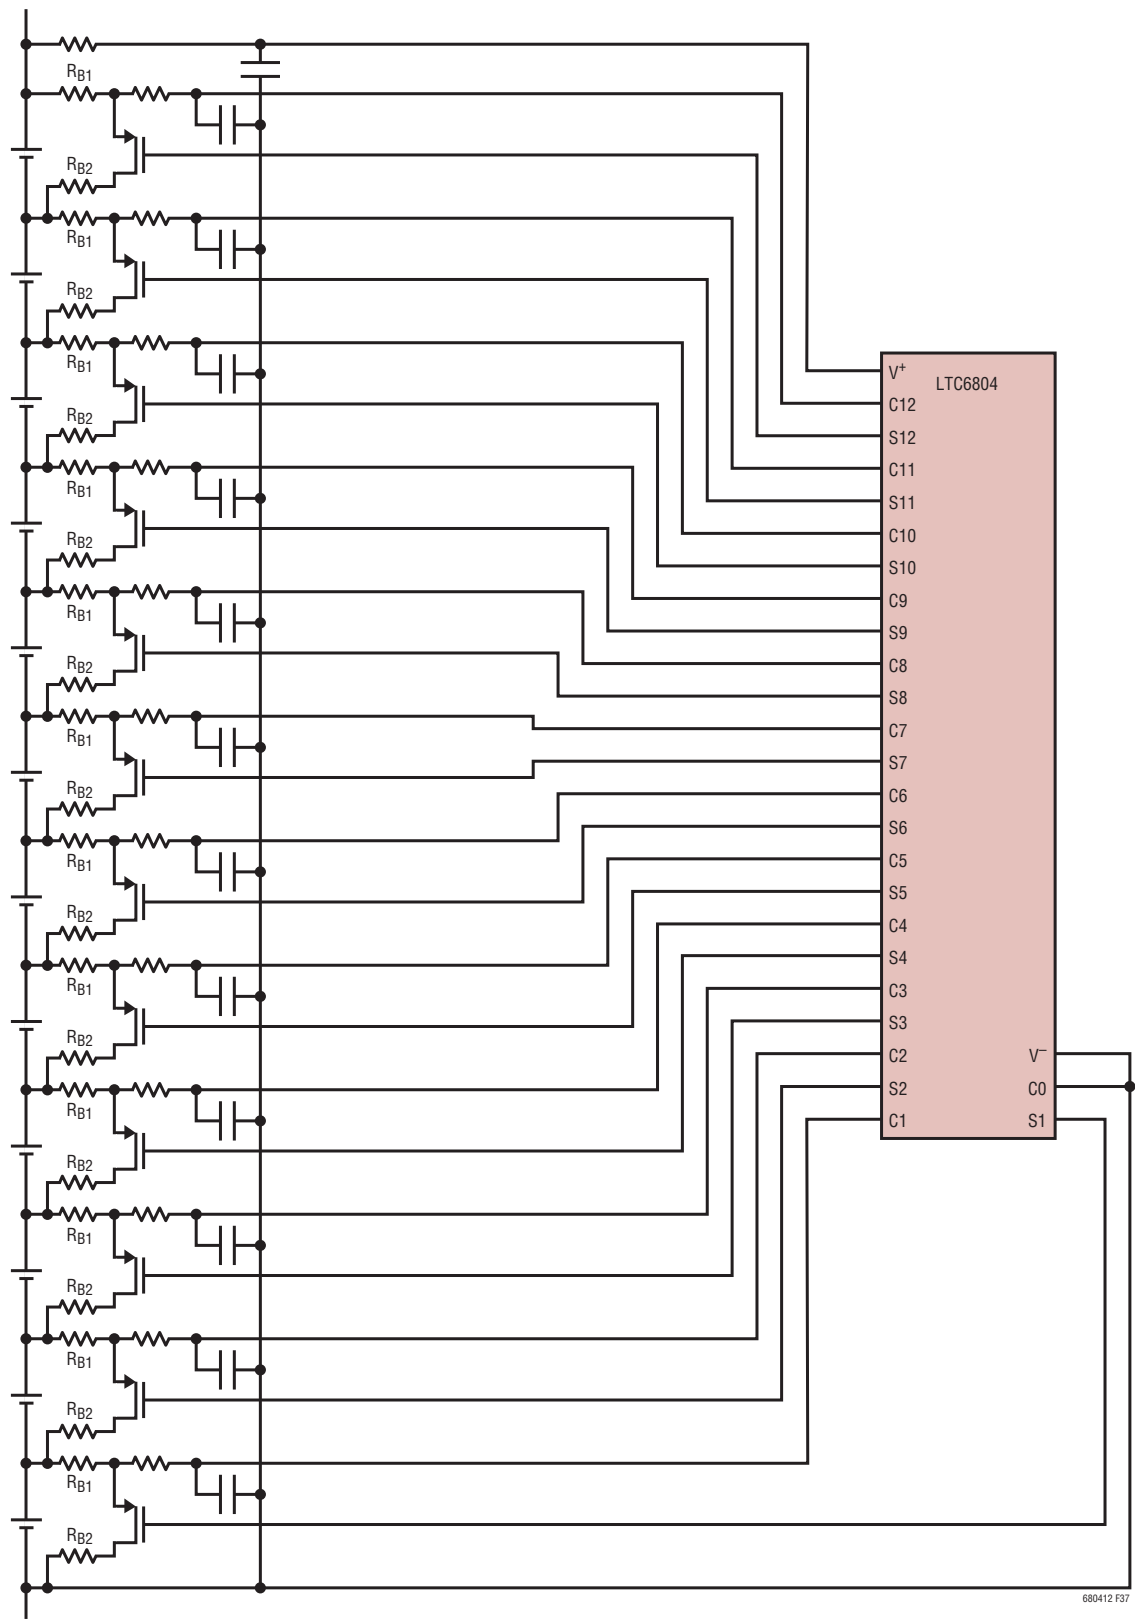 RB1
RB2
RB1
RB2
RB1
RB2
RB1
RB2
RB1
RB2
RB1
RB2
RB1
RB2
RB1
RB2
RB1
RB2
RB1
RB2
RB1
RB2
RB1
RB2
LTC6804
V+
C12
S12
C11
S11
C10
S10
C9
S9
C8
S8
C7
S7
C6
S6
C5
S5
C4
S4
C3
S3
C2
S2
C1
V–
C0
S1
680412 F37